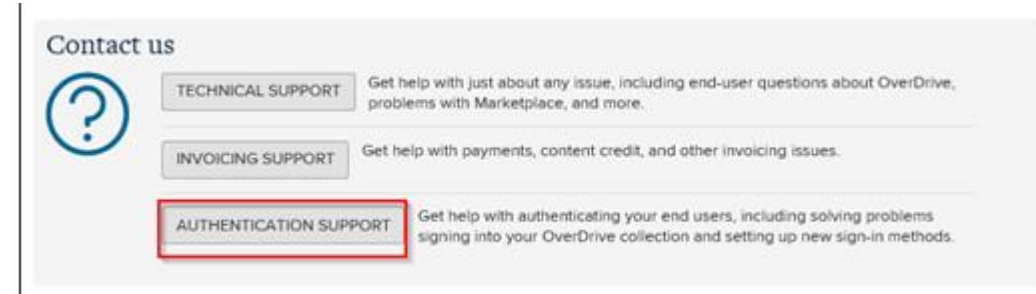 Contact us
TECHNICAL SUPPORT
Get help with just about any issue, including end-user questions about OverDrive,
problems with Marketplace, and more.
INVOICING SUPPORT
Get help with payments, content credit, and other invoicing issues.
AUTHENTICATION SUPPORT
Get help with authenticating your end users, including solving problems
signing into your OverDrive collection and setting up new sign-in methods.